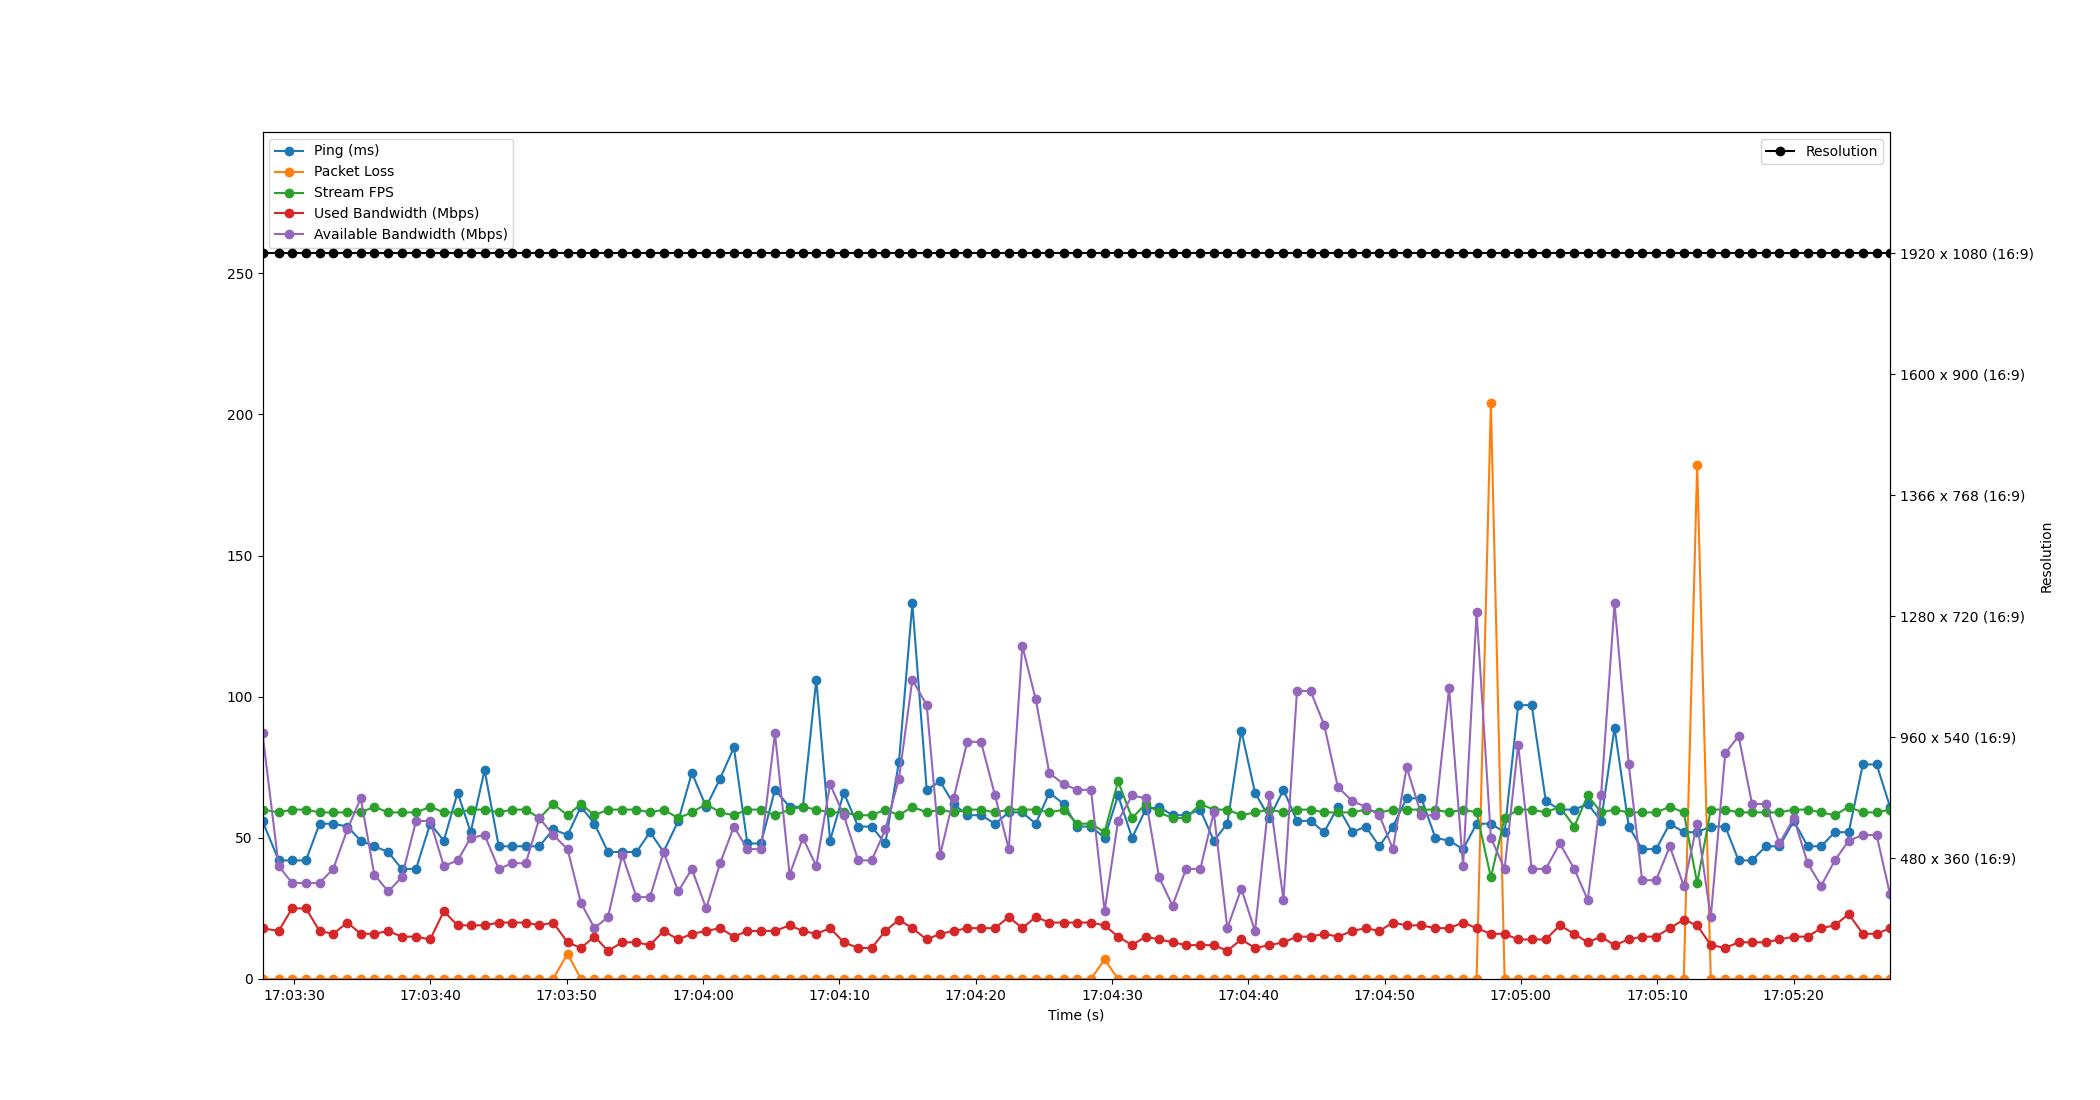 Ping (ms)
Packet Loss
Stream FPS
Used Bandwidth (Mbps)
Available Bandwidth (Mbps)
Resolution
250
200
150
100
50
0
1920 x 1080 (16:9)
1600 x 900 (16:9)
1366 x 768 (16:9)
1280 x 720 (16:9)
960 x 540 (16:9)
480 x 360 (16:9)
Resolution
17:03:30 17:03:40 17:03:50 17:04:00 17:04:10 17:04:20 17:04:30 17:04:40 17:04:50 17:05:00 17:05:10 17:05:20
Time (s)